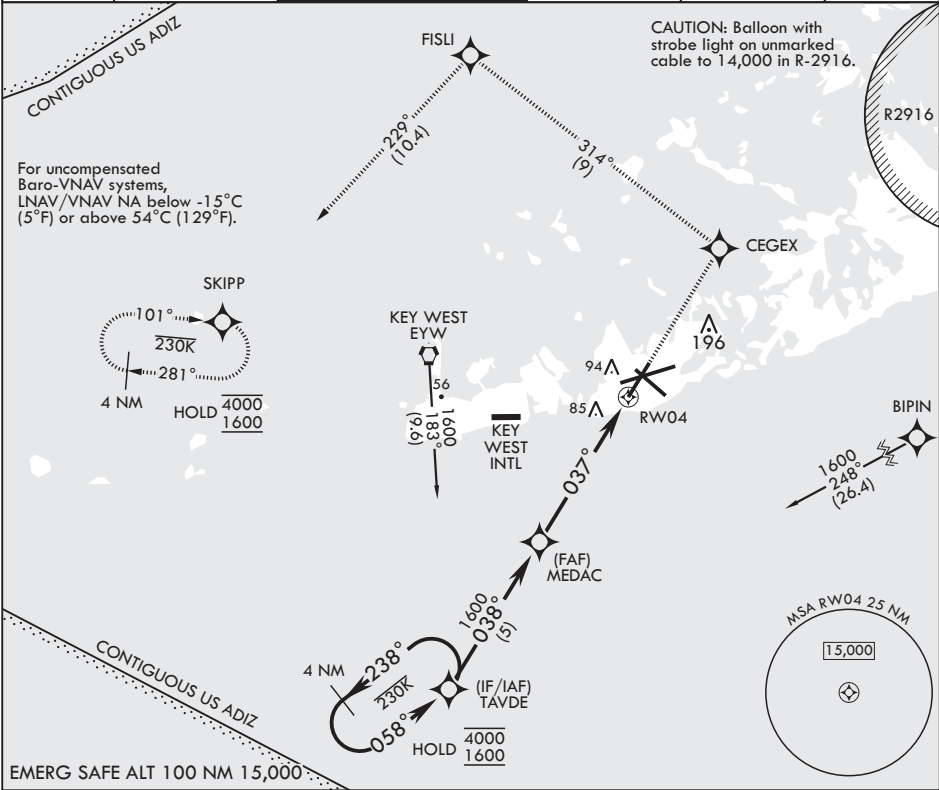 CONTIGUOUS US ADIZ
FISLI
CAUTION: Balloon with
strobe light on unmarked
cable to 14,000 in R-2916.
R2916
229°
(10.4)
314°
(9)
For uncompensated
Baro-VNAV systems,
LNAV/VNAV NA below -15°C
(5°F) or above 54°C (129°F).
CEGEX
SKIPP
101°
230K
281°
4 NM
HOLD 4000
1600
KEY WEST
EYW
56
1600
183°
(9.6)
KEY
WEST
INTL
196
94
85
RW04
BIPIN
1600
248°
(26.4)
037°
(FAF)
MEDAC
1600
038°
(5)
MSA RW04 25 NM
15,000
CONTIGUOUS US ADIZ
4 NM
238°
230K
058°
(IF/IAF)
TAVDE
HOLD 4000
1600
EMERG SAFE ALT 100 NM 15,000